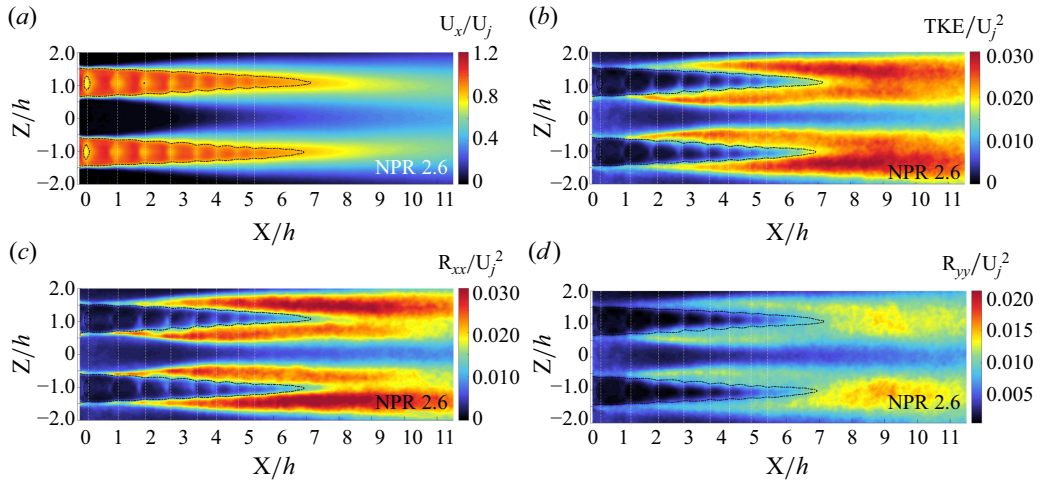 (a)
U_x/U_j
2.0
1.0
0
−1.0
−2.0
Z/h
NPR 2.6
1.2
0.8
0.4
0
0 1 2 3 4 5 6 7 8 9 10 11
X/h
(b)
TKE/U_j^2
2.0
1.0
0
−1.0
−2.0
Z/h
NPR 2.6
0.030
0.020
0.010
0
0 1 2 3 4 5 6 7 8 9 10 11
X/h
(c)
R_xx/U_j^2
2.0
1.0
0
−1.0
−2.0
Z/h
NPR 2.6
0.030
0.020
0.010
0
0 1 2 3 4 5 6 7 8 9 10 11
X/h
(d)
R_yy/U_j^2
2.0
1.0
0
−1.0
−2.0
Z/h
NPR 2.6
0.020
0.015
0.010
0.005
0 1 2 3 4 5 6 7 8 9 10 11
X/h